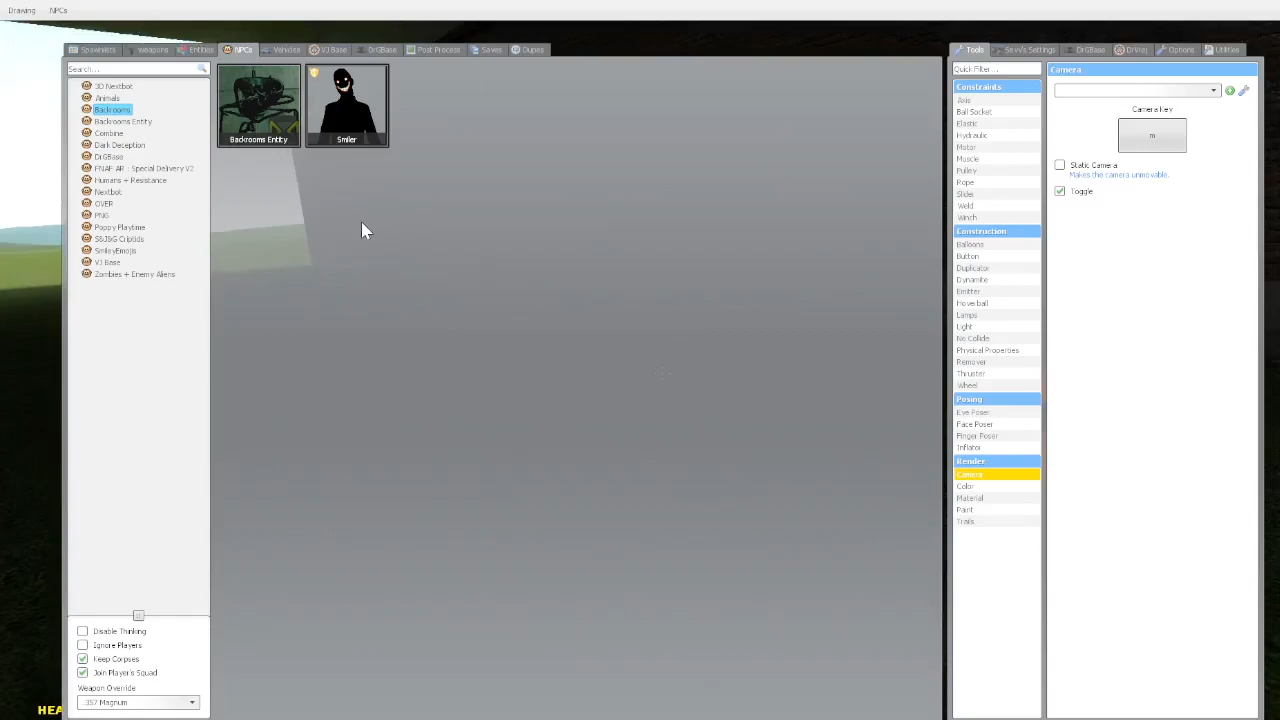 Drawing NPCs
Spawnlists Weapons Entities NPCs Vehicles VJ Base DrGBase Post Process Saves Dupes
Search...
3D Nextbot
Animals
Backrooms
Backrooms Entity
Combine
Dark Deception
DrGBase
FNAF AR : Special Delivery V2
Humans + Resistance
Nextbot
OVER
PNG
Poppy Playtime
SmileyEmojis
VJ Base
Zombies + Enemy Aliens
Disable Thinking
Ignore Players
Keep Corpses
Join Player's Squad
Weapon Override
.357 Magnum
Backrooms Entity
Smiler
HEA
Tools Savv's Settings DrGBase Options Utilities
Quick Filter...
Constraints
Axis
Ball Socket
Elastic
Hydraulic
Motor
Muscle
Pulley
Rope
Slider
Weld
Winch
Construction
Balloons
Button
Duplicator
Dynamite
Emitter
Hoverball
Lamps
Light
No Collide
Physical Properties
Remover
Thruster
Wheel
Posing
Eye Poser
Face Poser
Finger Poser
Inflator
Render
Camera
Color
Material
Paint
Trails
Camera
Camera Key
m
Static Camera
Makes the camera unmovable.
Toggle